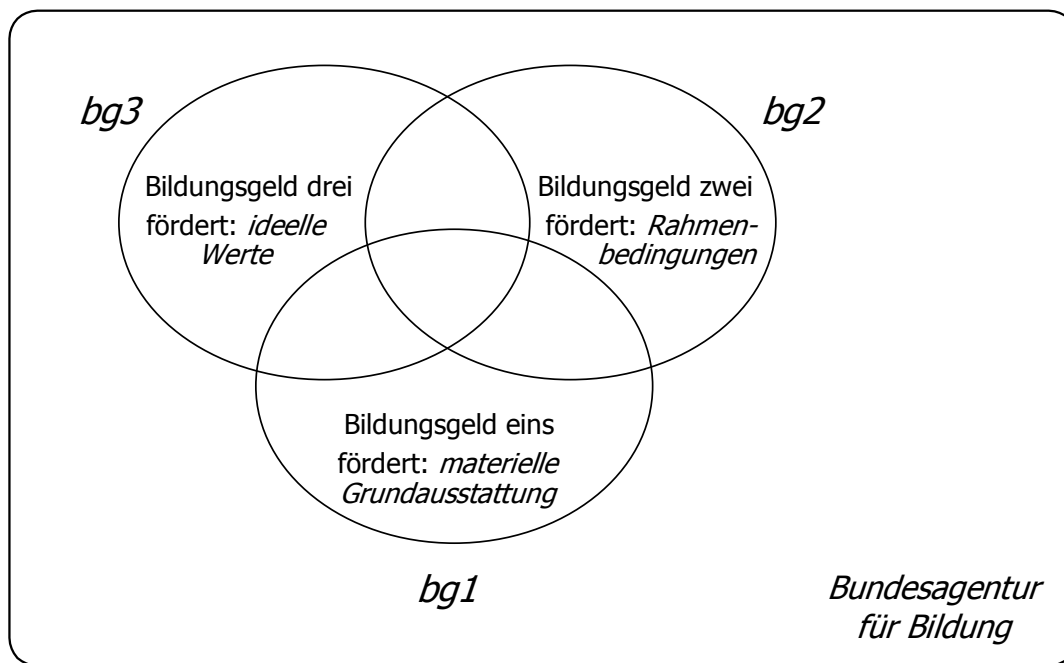 bg3
bg2
Bildungsgeld drei
fördert: ideelle
Werte
Bildungsgeld zwei
fördert: Rahmen-
bedingungen
Bildungsgeld eins
fördert: materielle
Grundausstattung
bg1
Bundesagentur
für Bildung